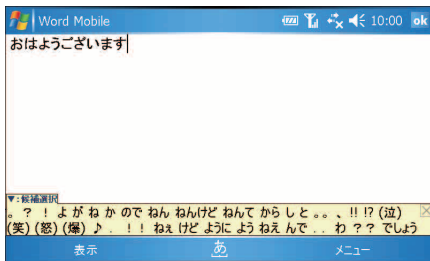 Word Mobile 10:00 ok
おはようございます
▼:候補選択
。 ? ! よ が ね か ので ねん ねんけど ねんて から し と 。。 、 !! !? (泣)
(笑) (怒) (爆) ♪ . ！！ ねぇ けど ように よう ねえ んで . . わ ？？ でしょう
表示 あ メニュー